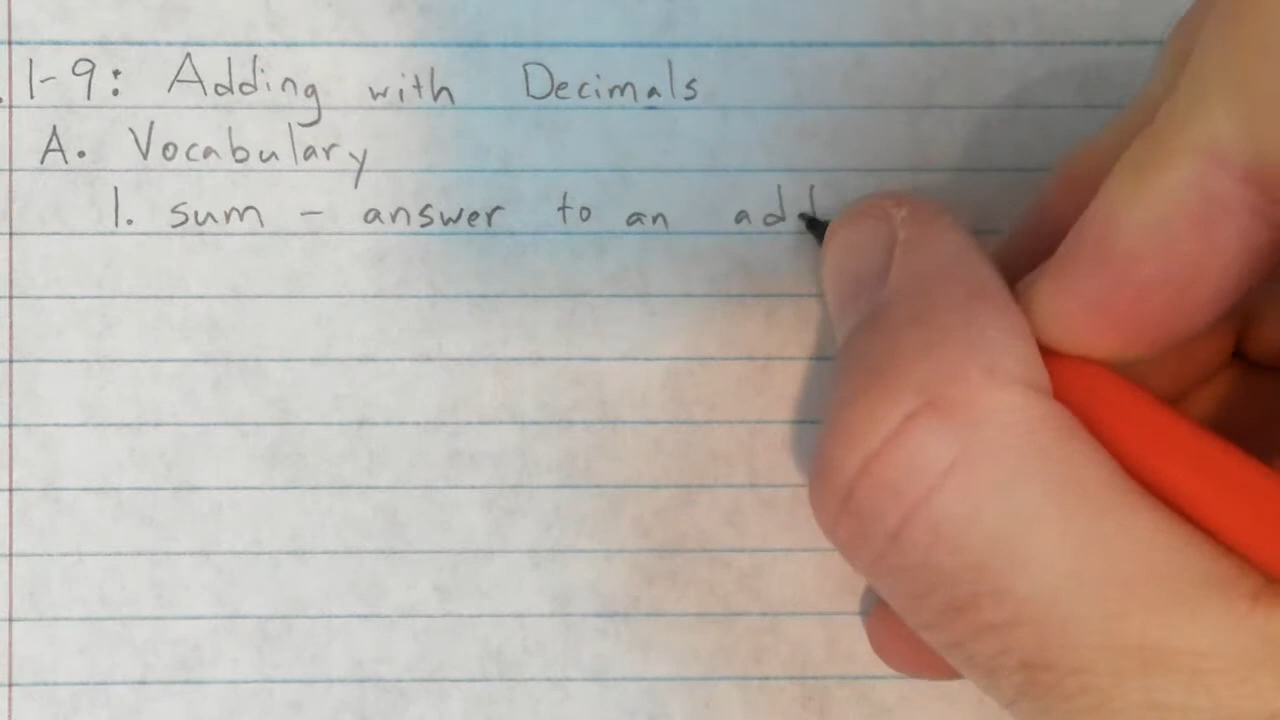 1-9: Adding with Decimals
A. Vocabulary
1. sum - answer to an add